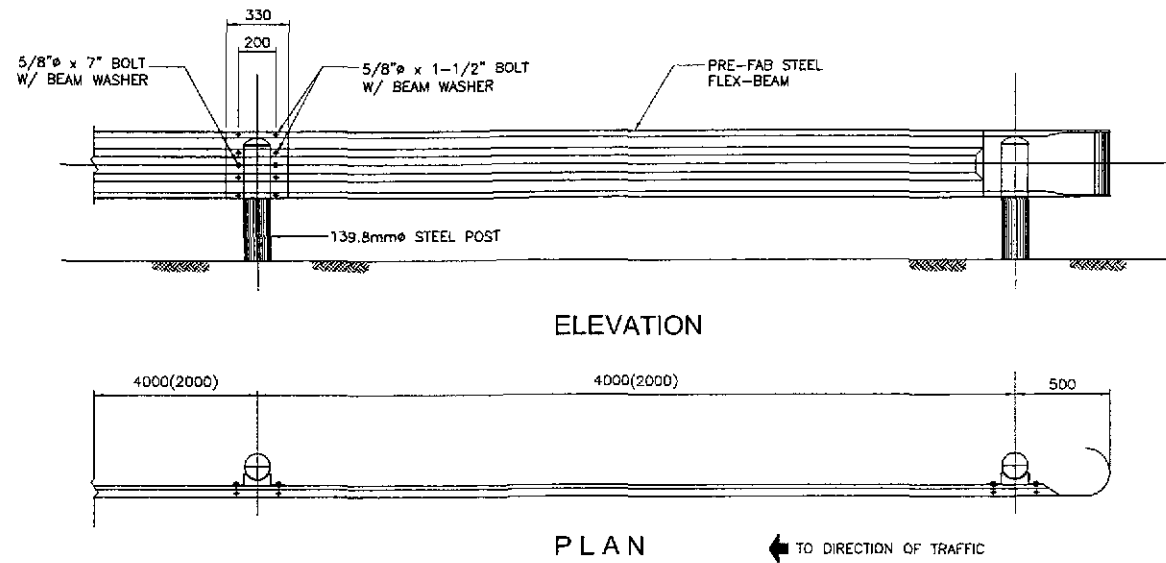 330
200
5/8"ø x 7" BOLT
W/ BEAM WASHER
5/8"ø x 1-1/2" BOLT
W/ BEAM WASHER
PRE-FAB STEEL
FLEX-BEAM
139.8mmø STEEL POST
ELEVATION
4000(2000)
4000(2000)
500
PLAN
TO DIRECTION OF TRAFFIC